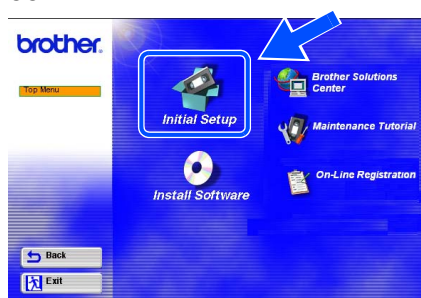 brother.
Top Menu
Initial Setup
Install Software
Brother Solutions
Center
Maintenance Tutorial
On-Line Registration
Back
Exit